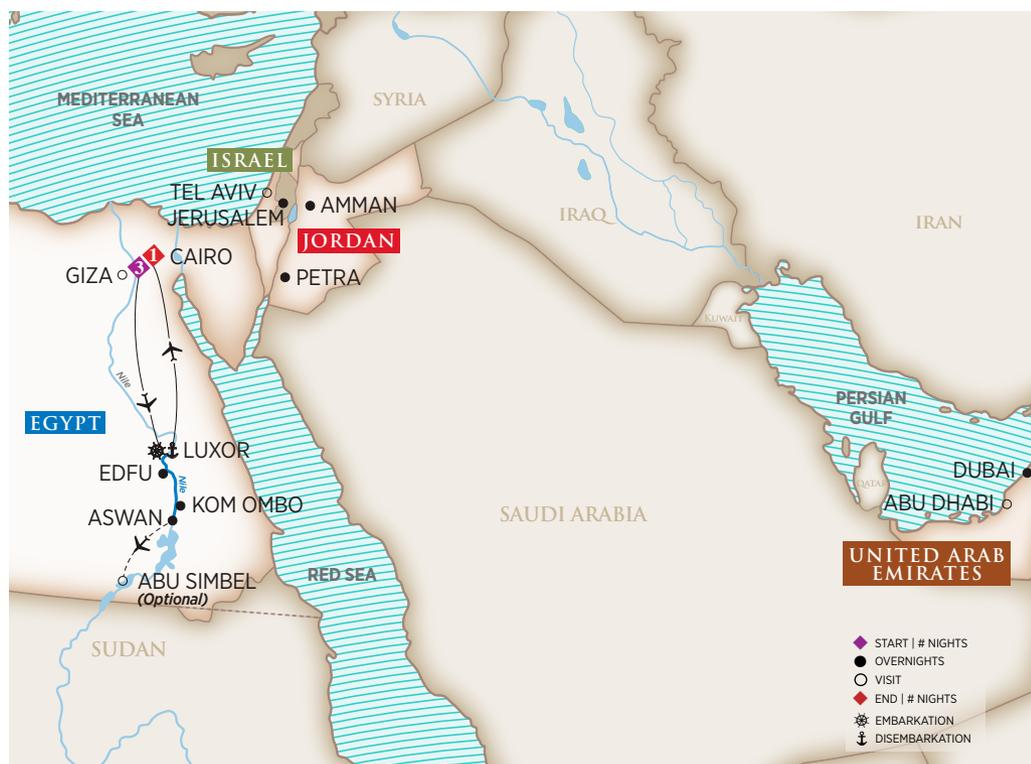 MEDITERRANEAN
SEA
SYRIA
ISRAEL
TEL AVIV
JERUSALEM
AMMAN
IRAQ
IRAN
JORDAN
1
CAIRO
3
GIZA
PETRA
KUWAIT
Nile
PERSIAN
GULF
EGYPT
LUXOR
EDFU
Nile
KOM OMBO
ASWAN
QATAR
DUBAI
ABU DHABI
SAUDI ARABIA
UNITED ARAB
EMIRATES
RED SEA
ABU SIMBEL
(Optional)
SUDAN
START | # NIGHTS
OVERNIGHTS
VISIT
END | # NIGHTS
EMBARKATION
DISEMBARKATION